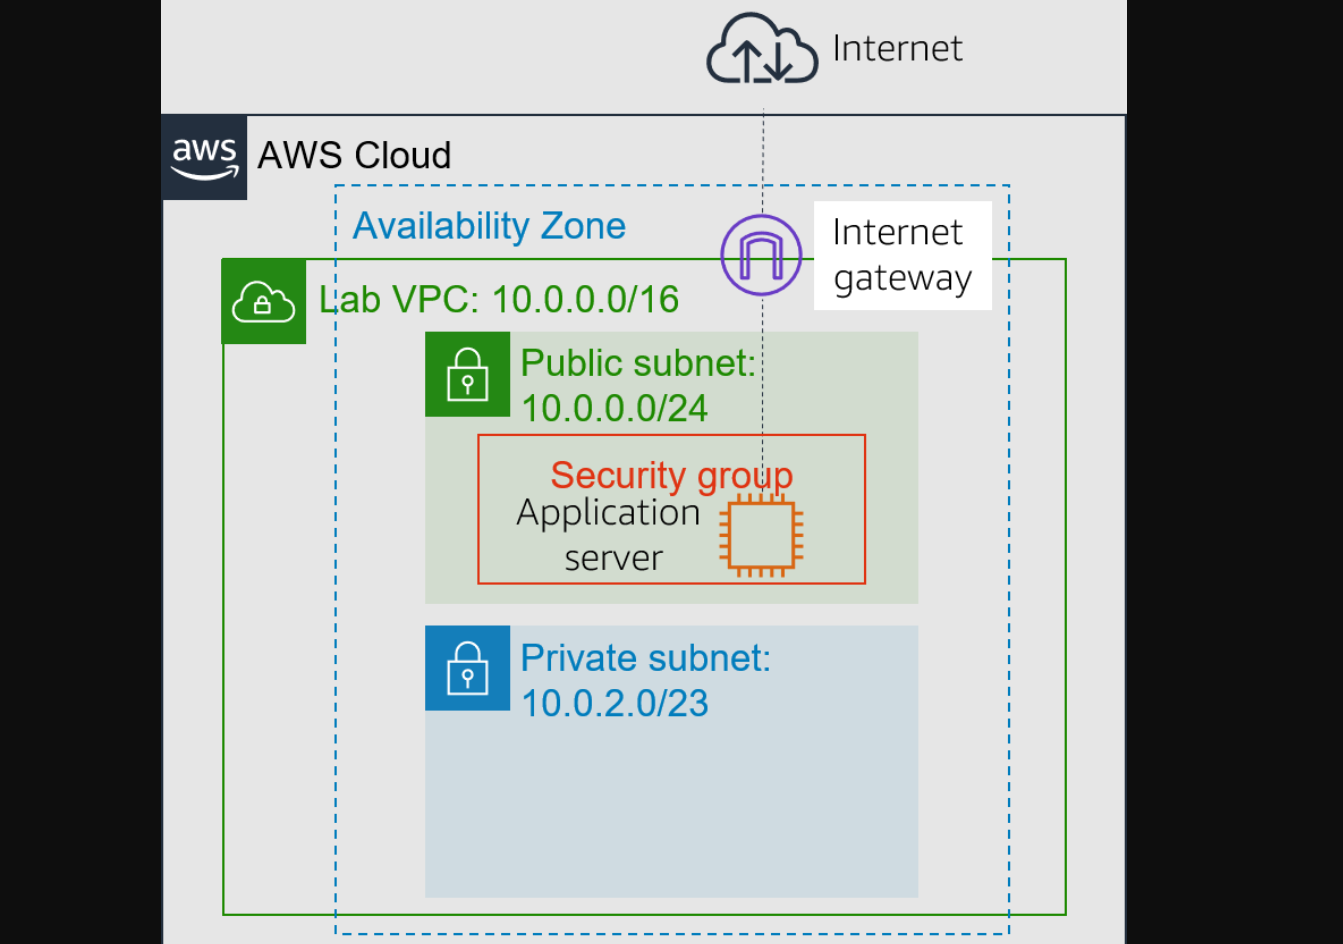 Internet
aws
AWS Cloud
Availability Zone
Internet
gateway
Lab VPC: 10.0.0.0/16
Public subnet:
10.0.0.0/24
Security group
Application
server
Private subnet:
10.0.2.0/23